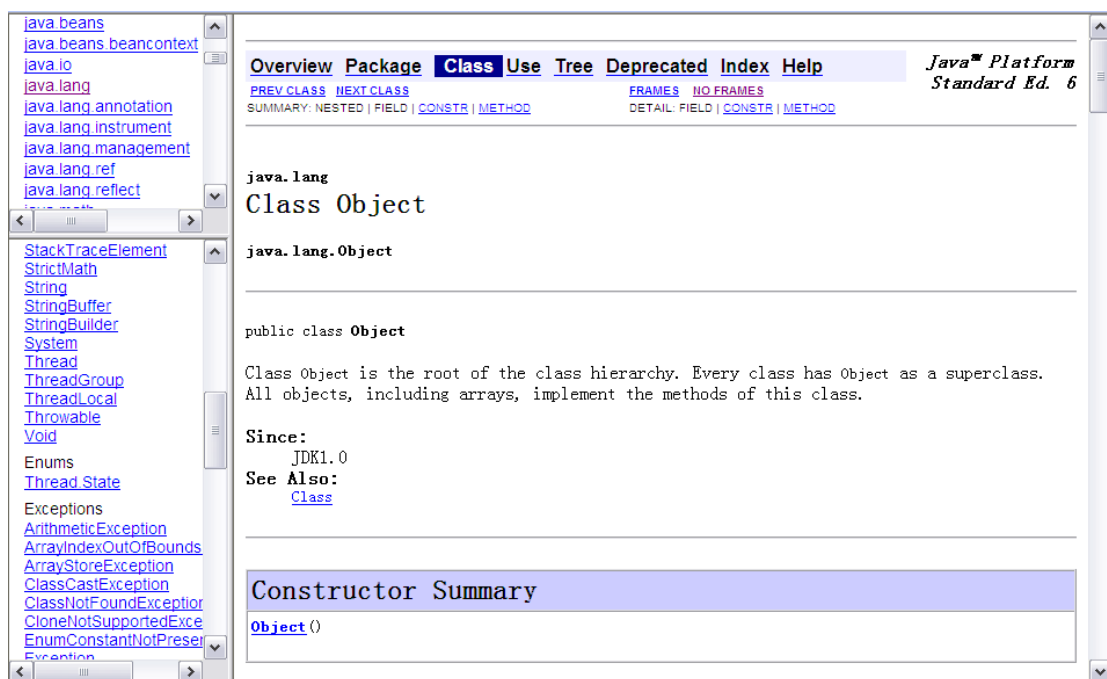 java.beans
java.beans.beancontext
java.io
java.lang
java.lang.annotation
java.lang.instrument
java.lang.management
java.lang.ref
java.lang.reflect
StackTraceElement
StrictMath
String
StringBuffer
StringBuilder
System
Thread
ThreadGroup
ThreadLocal
Throwable
Void
Enums
Thread.State
Exceptions
ArithmeticException
ArrayIndexOutOfBounds
ArrayStoreException
ClassCastException
ClassNotFoundException
CloneNotSupportedExce
EnumConstantNotPreser
Exception
Overview Package Class Use Tree Deprecated Index Help
Java™ Platform
Standard Ed. 6
PREV CLASS NEXT CLASS
FRAMES NO FRAMES
SUMMARY: NESTED | FIELD | CONSTR | METHOD
DETAIL: FIELD | CONSTR | METHOD
java.lang
Class Object
java.lang.Object
public class Object
Class Object is the root of the class hierarchy. Every class has Object as a superclass.
All objects, including arrays, implement the methods of this class.
Since:
JDK1.0
See Also:
Class
Constructor Summary
Object()